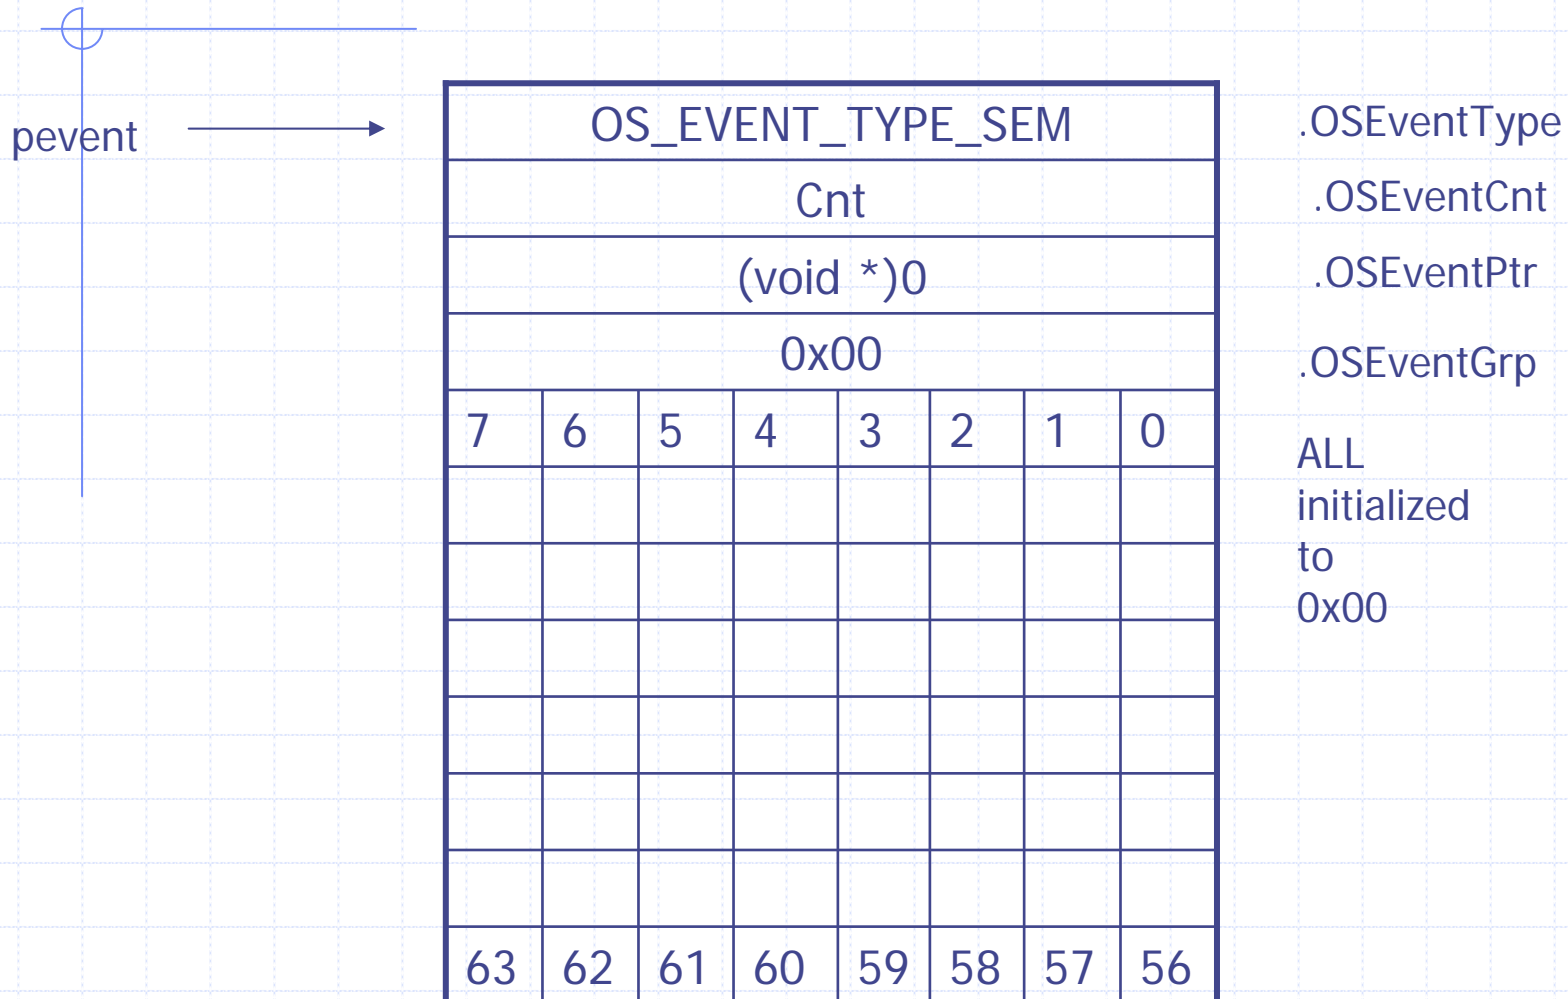 pevent
OS_EVENT_TYPE_SEM
.OSEventType
Cnt
.OSEventCnt
(void *)0
.OSEventPtr
0x00
.OSEventGrp
7 6 5 4 3 2 1 0
ALL
initialized
to
0x00
63 62 61 60 59 58 57 56